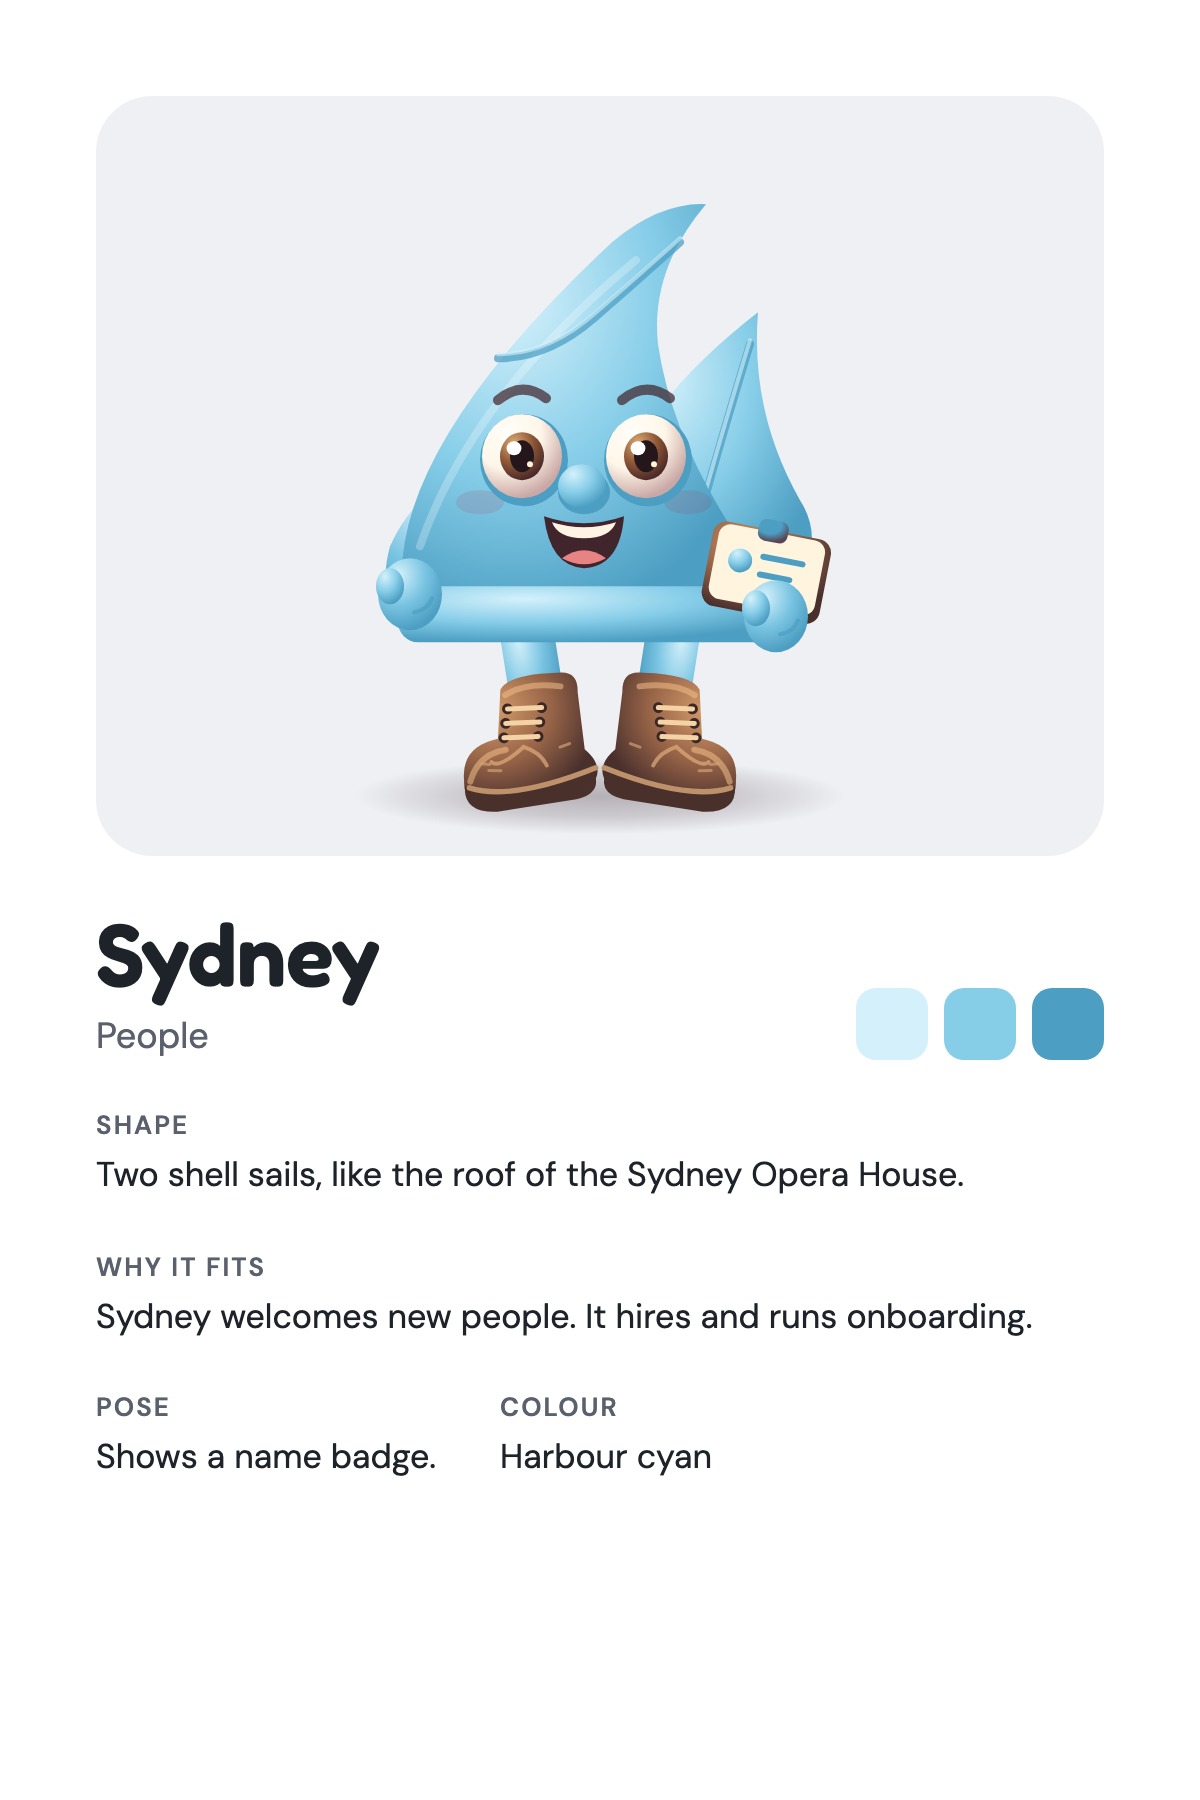 Sydney
People
SHAPE
Two shell sails, like the roof of the Sydney Opera House.
WHY IT FITS
Sydney welcomes new people. It hires and runs onboarding.
POSE
Shows a name badge.
COLOUR
Harbour cyan